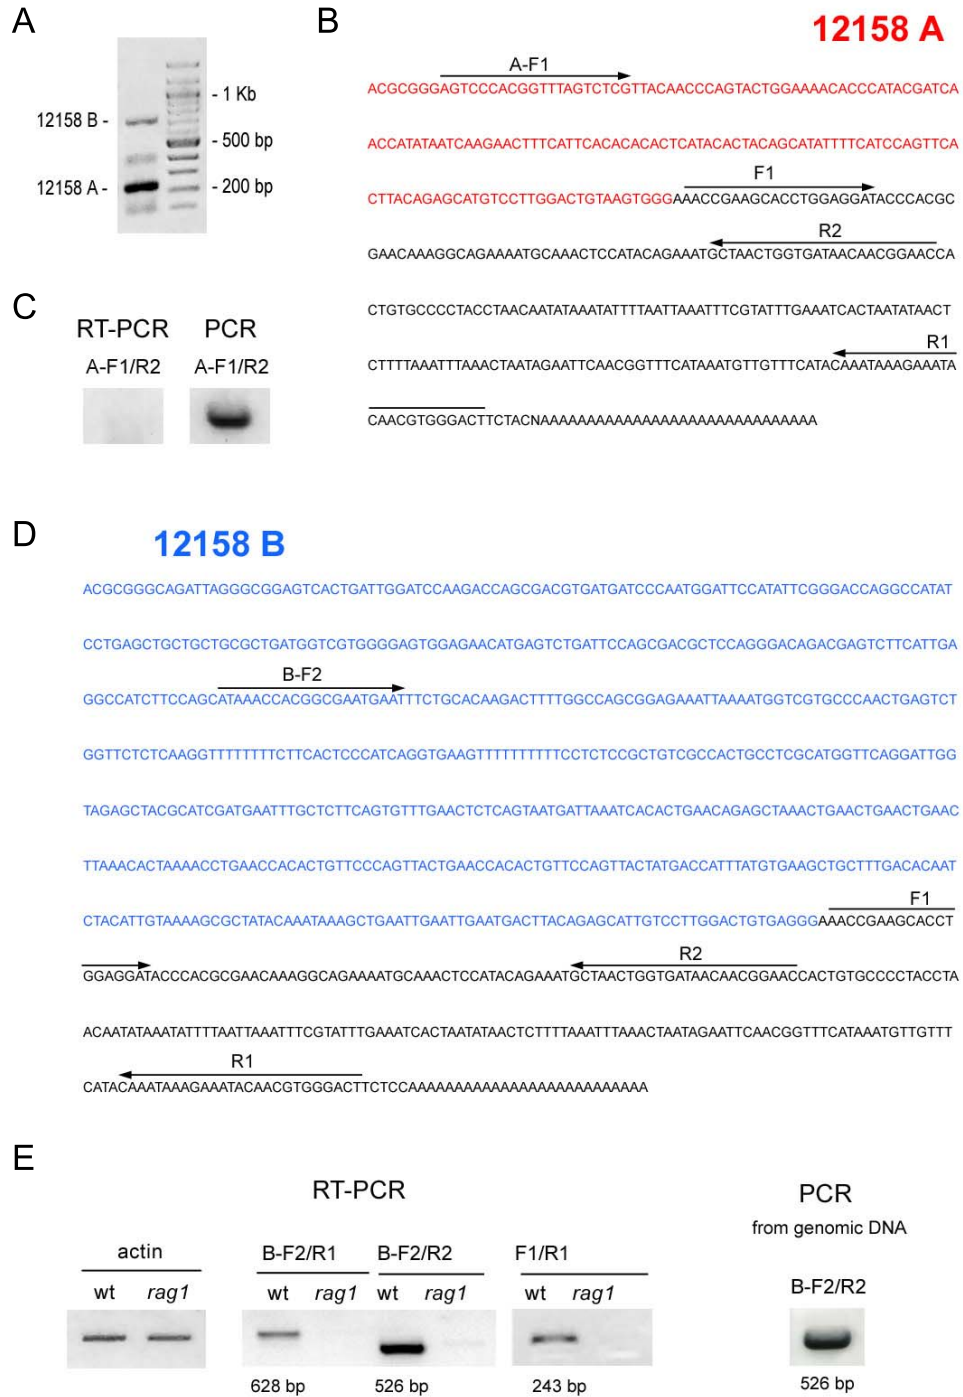 A
- 1 Kb
12158 B -
- 500 bp
12158 A -
- 200 bp
B
12158 A
A-F1
ACGCGGGAGTCCCACGGTTTAGTCTCGTTACAACCCAGTACTGGAAAACACCCATACGATCA
ACCATATAATCAAGAACTTTCATTCACACACACTCATACACTACAGCATATTTTCATCCAGTTCA
F1
CTTACAGAGCATGTCCTTGGACTGTAAGTGGGAAACCGAAGCACCTGGAGGATACCCACGC
R2
GAACAAAGGCAGAAAATGCAAACTCCATACAGAAATGCTAACTGGTGATAACAACGGAACCA
CTGTGCCCCTACCTAACAATATAAATATTTTAATTAAATTTCGTATTTGAAATCACTAATATAACT
R1
CTTTTAAATTTAAACTAATAGAATTCAACGGTTTCATAAATGTTGTTTCATACAAATAAAGAAATA
CAACGTGGGACTTCTACNAAAAAAAAAAAAAAAAAAAAAAAAAAAAA
C
RT-PCR PCR
A-F1/R2 A-F1/R2
D
12158 B
ACGCGGGCAGATTAGGGCGGAGTCACTGATTGGATCCAAGACCAGCGACGTGATGATCCCAATGGATTCCATATTCGGGACCAGGCCATAT
CCTGAGCTGCTGCTGCGCTGATGGTCGTGGGGAGTGGAGAACATGAGTCTGATTCCAGCGACGCTCCAGGGACAGACGAGTCTTCATTGA
B-F2
GGCCATCTTCCAGCATAAACCACGGCGAATGAATTTCTGCACAAGACTTTTGGCCAGCGGAGAAATTAAAATGGTCGTGCCCAACTGAGTCT
GGTTCTCTCAAGGTTTTTTTTCTTCACTCCCATCAGGTGAAGTTTTTTTTTTCCTCTCCGCTGTCGCCACTGCCTCGCATGGTTCAGGATTGG
TAGAGCTACGCATCGATGAATTTGCTCTTCAGTGTTTGAACTCTCAGTAATGATTAAATCACACTGAACAGAGCTAAACTGAACTGAACTGAAC
TTAAACACTAAAACCTGAACCACACTGTTCCCAGTTACTGAACCACACTGTTCCAGTTACTATGACCATTTATGTGAAGCTGCTTTGACACAAT
F1
CTACATTGTAAAAGCGCTATACAAATAAAGCTGAATTGAATTGAATGACTTACAGAGCATTGTCCTTGGACTGTGAGGGAAACCGAAGCACCT
R2
GGAGGATACCCACGCGAACAAAGGCAGAAAATGCAAACTCCATACAGAAATGCTAACTGGTGATAACAACGGAACCACTGTGCCCCTACCTA
ACAATATAAATATTTTAATTAAATTTCGTATTTGAAATCACTAATATAACTCTTTTAAATTTAAACTAATAGAATTCAACGGTTTCATAAATGTTGTTT
R1
CATACAAATAAAGAAATACAACGTGGGACTTCTCCAAAAAAAAAAAAAAAAAAAAAAAAAA
E
RT-PCR
PCR
from genomic DNA
actin B-F2/R1 B-F2/R2 F1/R1
B-F2/R2
wt rag1 wt rag1 wt rag1 wt rag1
628 bp 526 bp 243 bp 526 bp